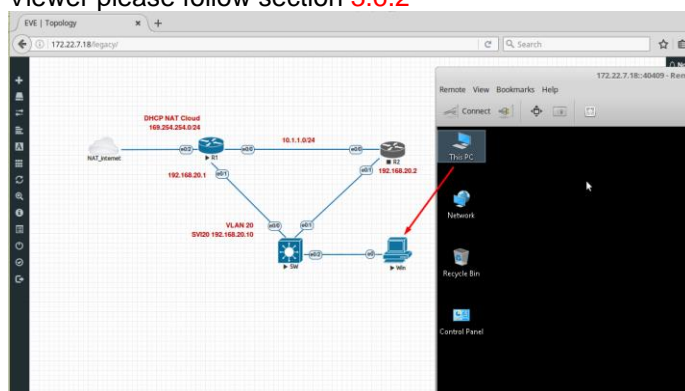 Viewer please follow section 5.6.2
EVE | Topology
172.22.7.18/legacy/
Search
172.22.7.18::40409 - Rem
Remote View Bookmarks Help
Connect
DHCP NAT Cloud
169.254.254.0/24
10.1.1.0/24
NAT_Internet
e0/2
e0/0
e0/0
R1
R2
192.168.20.1
e0/1
e0/1
192.168.20.2
VLAN 20
SVI20 192.168.20.10
e0/0
e0/1
e0/2
e0
SW
Win
This PC
Network
Recycle Bin
Control Panel